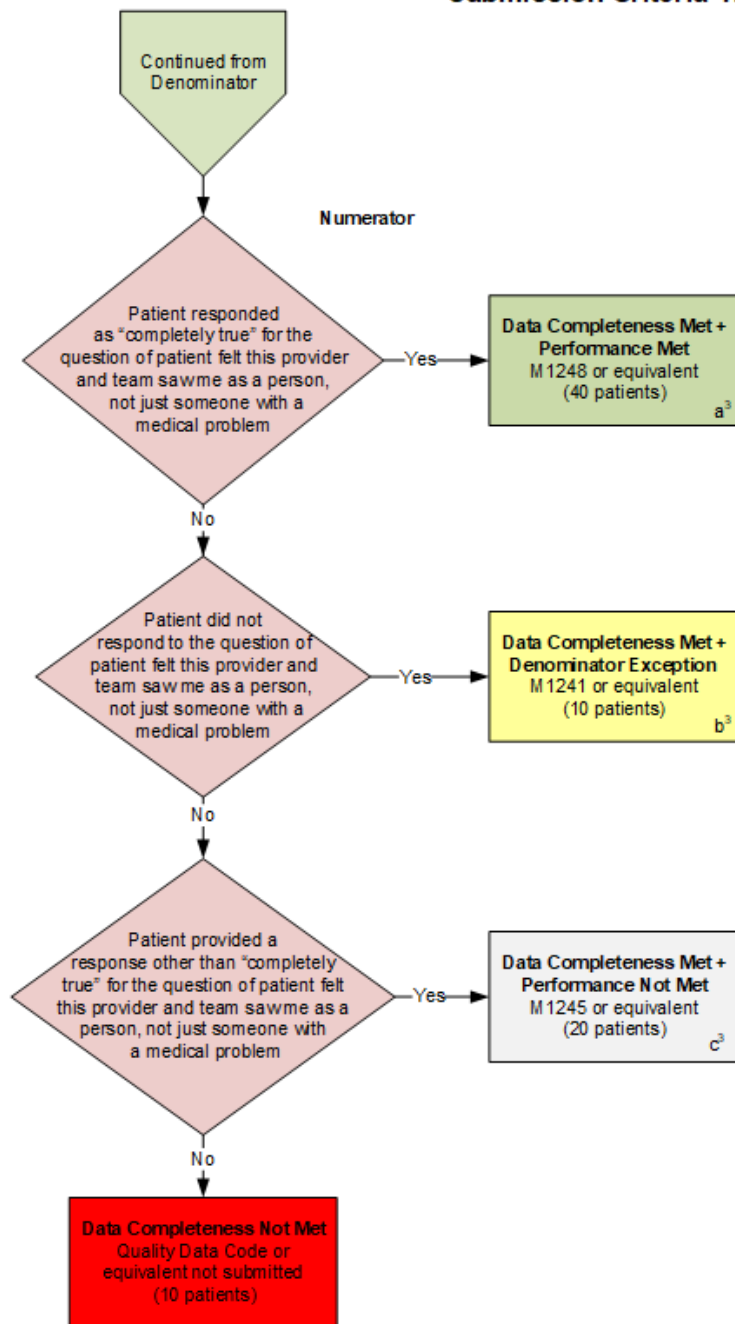 Continued from
Denominator
Numerator
Patient responded
as “completely true” for the
question of patient felt this provider
and team saw me as a person,
not just someone with a
medical problem
Yes
Data Completeness Met +
Performance Met
M1248 or equivalent
(40 patients)
a³
No
Patient did not
respond to the question of
patient felt this provider and
team saw me as a person,
not just someone with a
medical problem
Yes
Data Completeness Met +
Denominator Exception
M1241 or equivalent
(10 patients)
b³
No
Patient provided a
response other than “completely
true” for the question of patient felt
this provider and team saw me as a
person, not just someone with
a medical problem
Yes
Data Completeness Met +
Performance Not Met
M1245 or equivalent
(20 patients)
c³
No
Data Completeness Not Met
Quality Data Code or
equivalent not submitted
(10 patients)